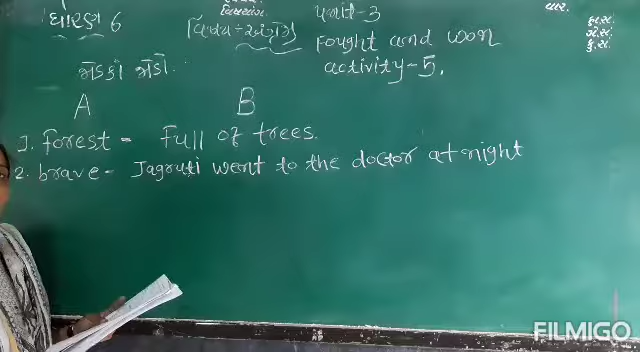 ધોરણ 6
વિષય - અંગ્રેજી
યુનિટ-3
Fought and won
activity-5.
જોડકાં જોડો.
A B
1. forest - Full of trees.
2. brave - Jagruti went to the doctor at night
FILMIGO